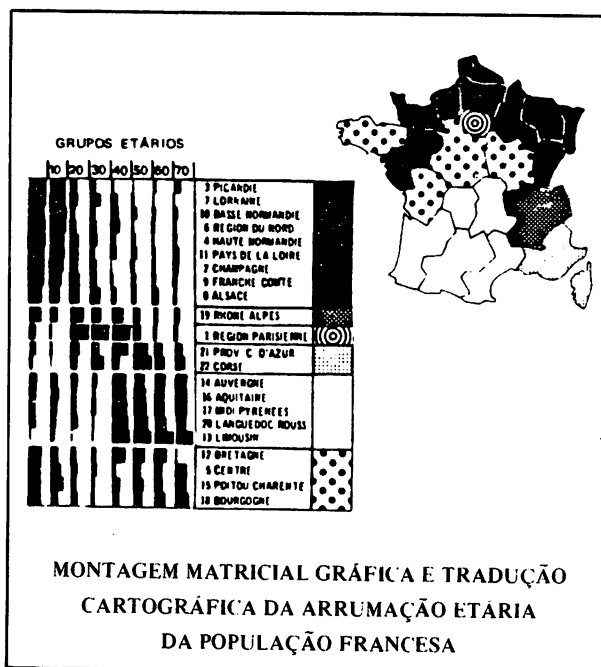 GRUPOS ETÁRIOS
10 20 30 40 50 60 70
3 PICARDIE
7 LORRAINE
10 BASSE NORMANDIE
6 REGION DU NORD
4 HAUTE NORMANDIE
11 PAYS DE LA LOIRE
2 CHAMPAGNE
9 FRANCHE COMTE
8 ALSACE
19 RHONE ALPES
1 REGION PARISIENNE
21 PROV C D'AZUR
22 CORSE
14 AUVERGNE
16 AQUITAINE
17 MIDI PYRENEES
20 LANGUEDOC ROUSS
13 LIMOUSIN
12 BRETAGNE
5 CENTRE
15 POITOU CHARENTE
18 BOURGOGNE
MONTAGEM MATRICIAL GRÁFICA E TRADUÇÃO
CARTOGRÁFICA DA ARRUMAÇÃO ETÁRIA
DA POPULAÇÃO FRANCESA